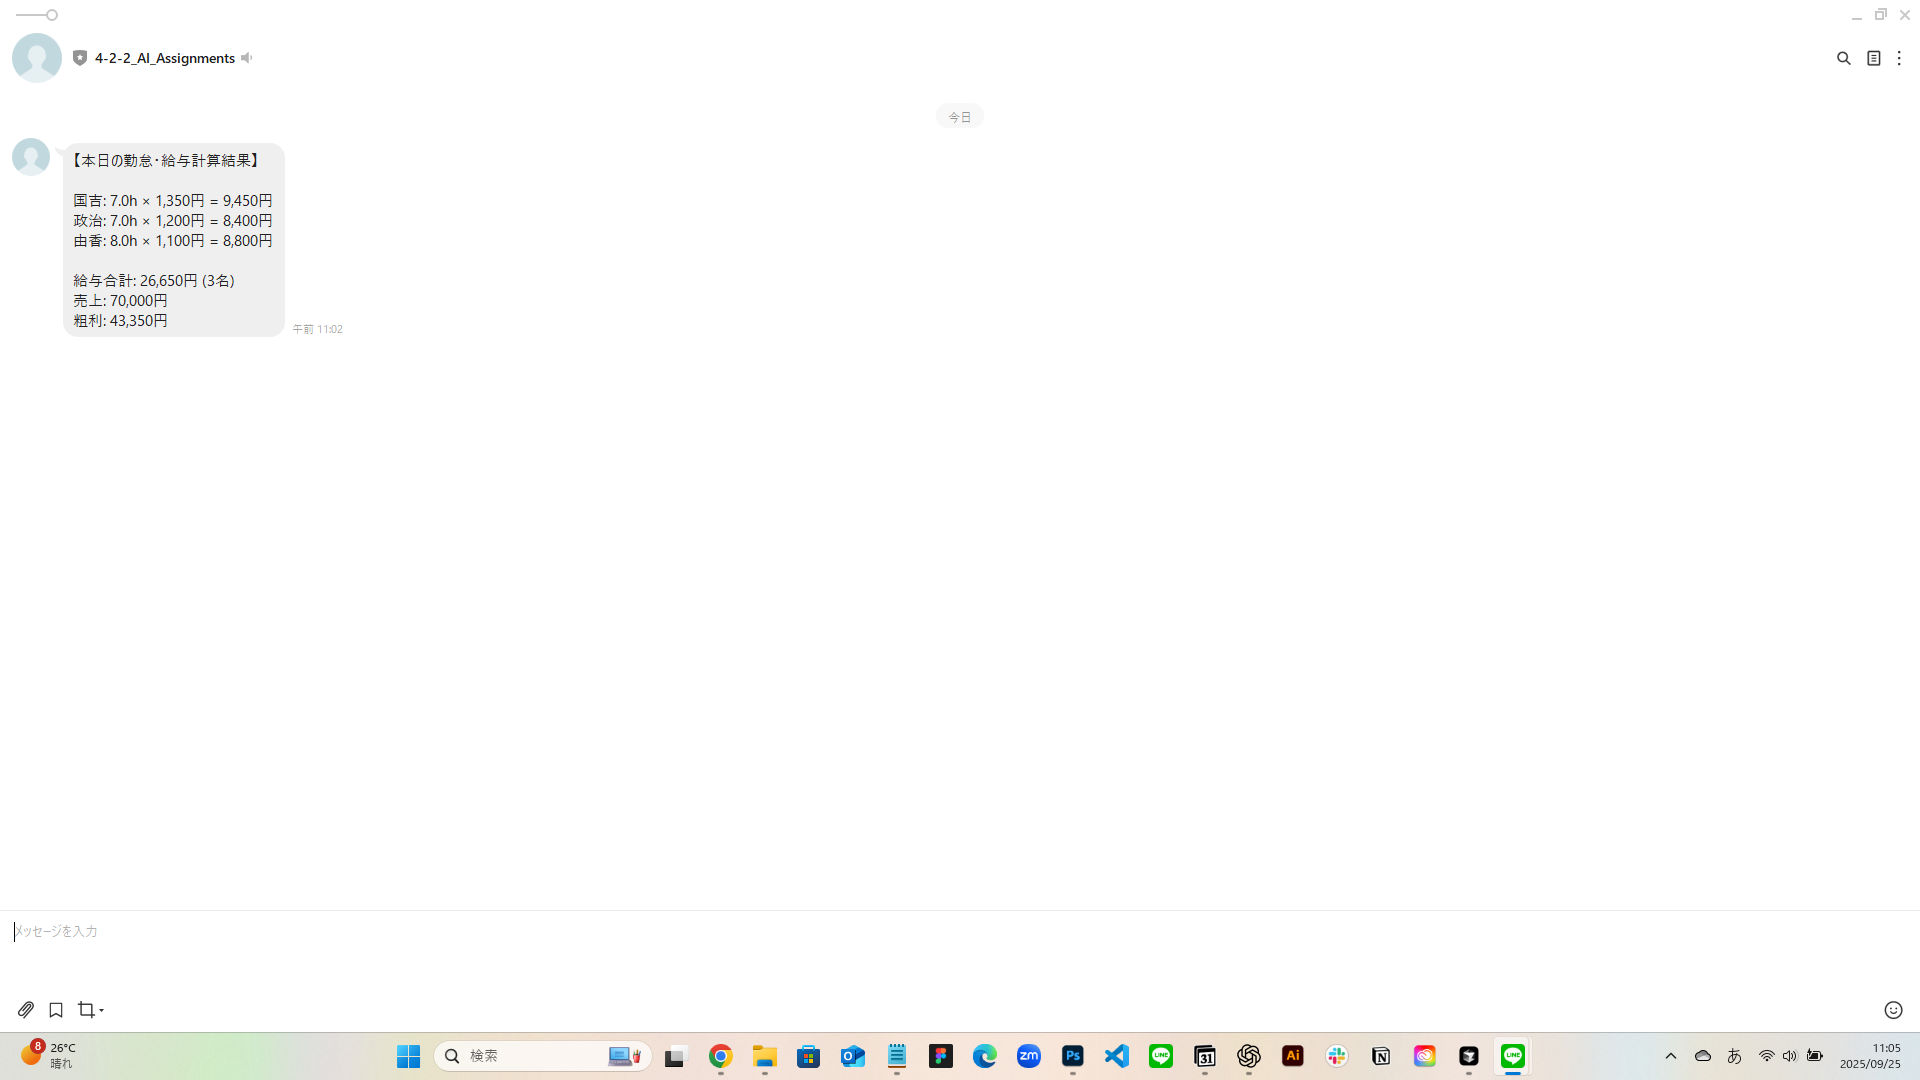 4-2-2_AI_Assignments
今日
【本日の勤怠・給与計算結果】
国吉: 7.0h × 1,350円 = 9,450円
政治: 7.0h × 1,200円 = 8,400円
由香: 8.0h × 1,100円 = 8,800円
給与合計: 26,650円 (3名)
売上: 70,000円
粗利: 43,350円
午前 11:02
メッセージを入力
8
26°C
晴れ
検索
O
zm
Ps
LINE
31
Ai
N
LINE
あ
11:05
2025/09/25